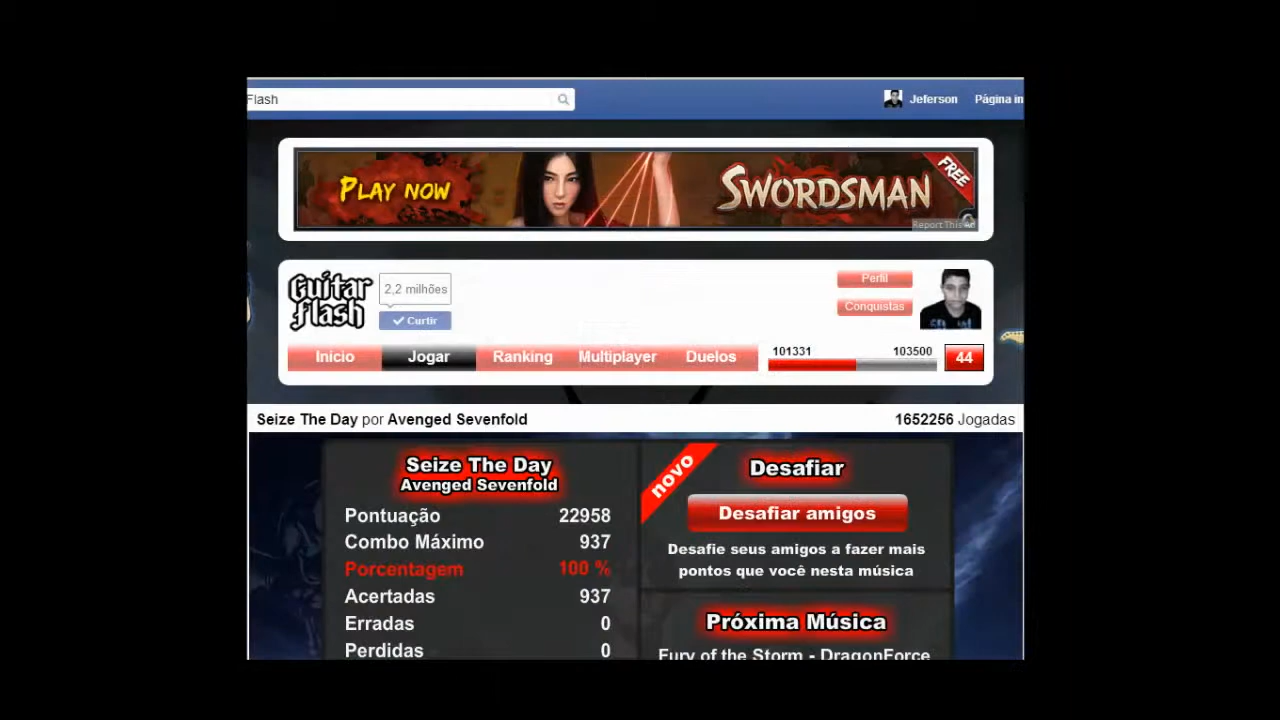 Flash
Jeferson Página in
PLAY NOW
SWORDSMAN
FREE
Report This Ad
Guitar
Flash
2,2 milhões
Curtir
Perfil
Conquistas
Início Jogar Ranking Multiplayer Duelos
101331 103500
44
Seize The Day por Avenged Sevenfold
1652256 Jogadas
Seize The Day
Avenged Sevenfold
Pontuação 22958
Combo Máximo 937
Porcentagem 100 %
Acertadas 937
Erradas 0
Perdidas 0
novo
Desafiar
Desafiar amigos
Desafie seus amigos a fazer mais
pontos que você nesta música
Próxima Música
Fury of the Storm - DragonForce